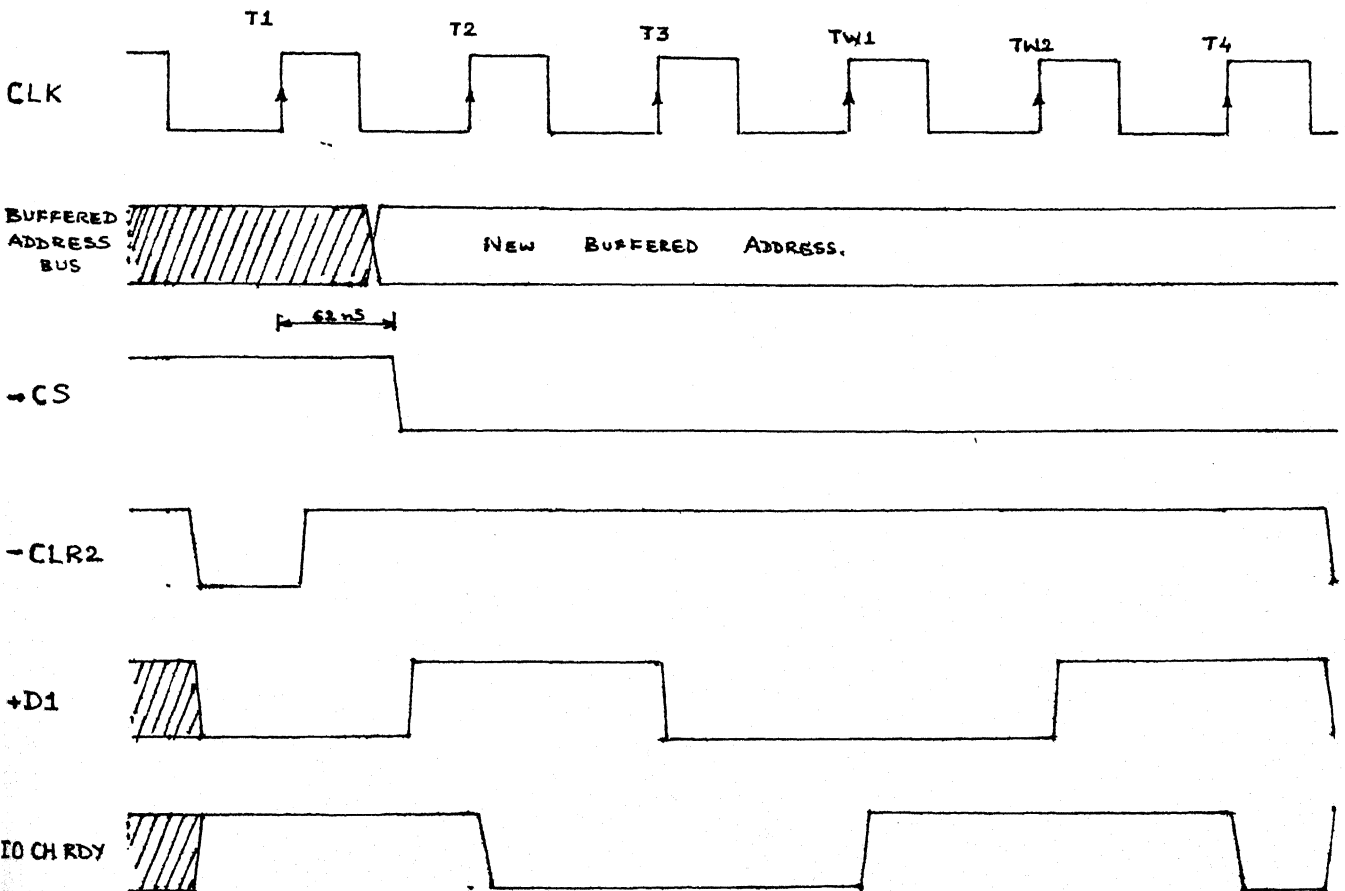 T1
T2
T3
TW1
TW2
T4
CLK
BUFFERED
ADDRESS
BUS
NEW BUFFERED ADDRESS.
62 nS
-CS
-CLR2
+D1
IO CH RDY